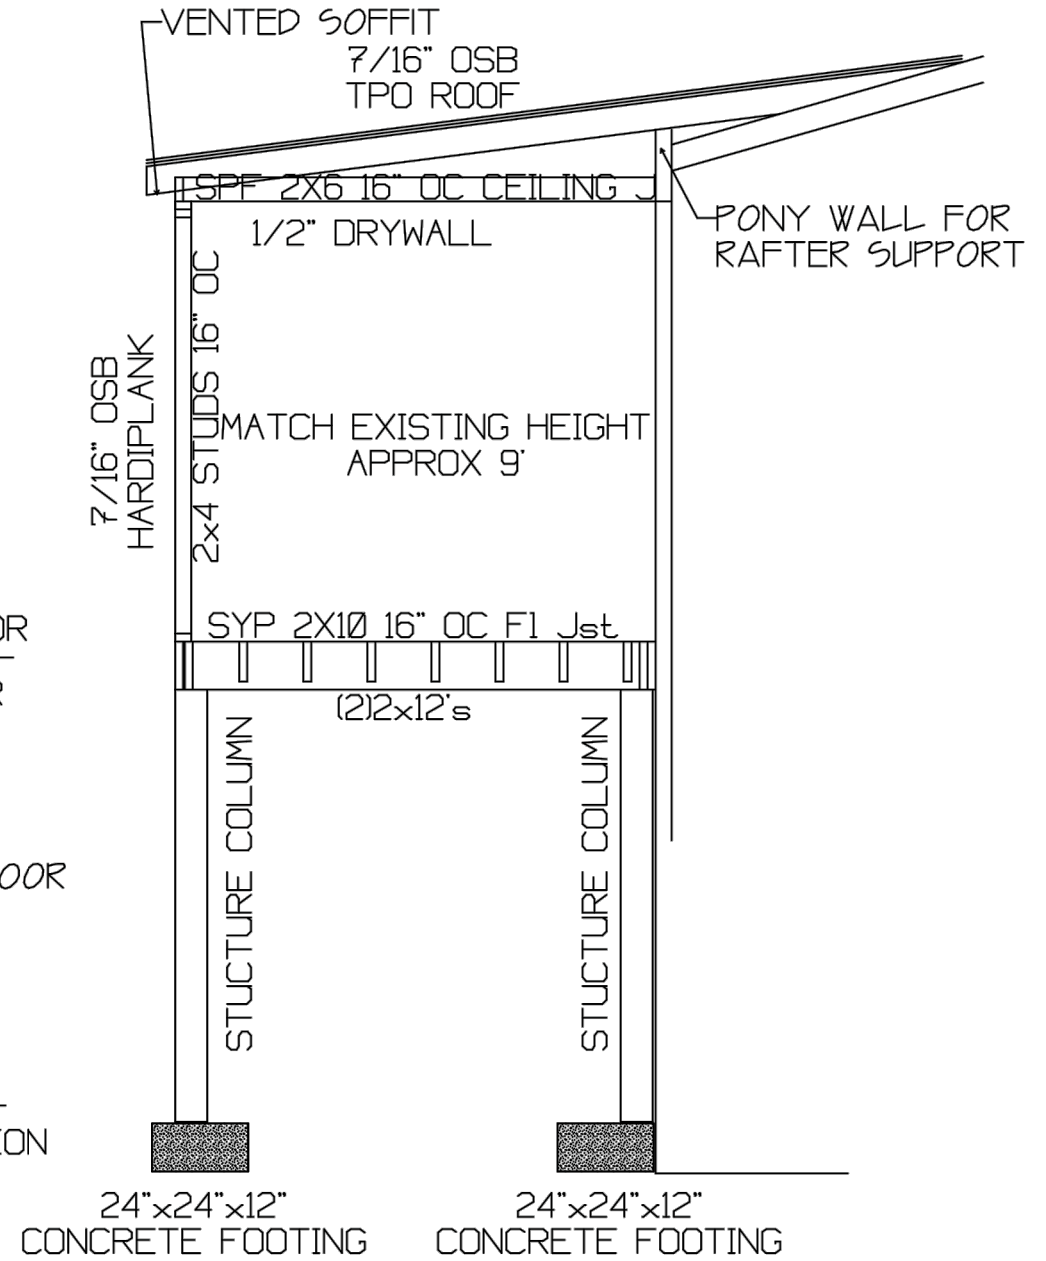 VENTED SOFFIT
7/16" OSB
TPO ROOF
SPF 2X6 16" OC CEILING J
1/2" DRYWALL
PONY WALL FOR
RAFTER SUPPORT
7/16" OSB
HARDIPLANK
2x4 STUDS 16" OC
MATCH EXISTING HEIGHT
APPROX 9'
SYP 2X10 16" OC Fl Jst
(2)2x12's
STUCTURE COLUMN
STUCTURE COLUMN
24"x24"x12"
CONCRETE FOOTING
24"x24"x12"
CONCRETE FOOTING